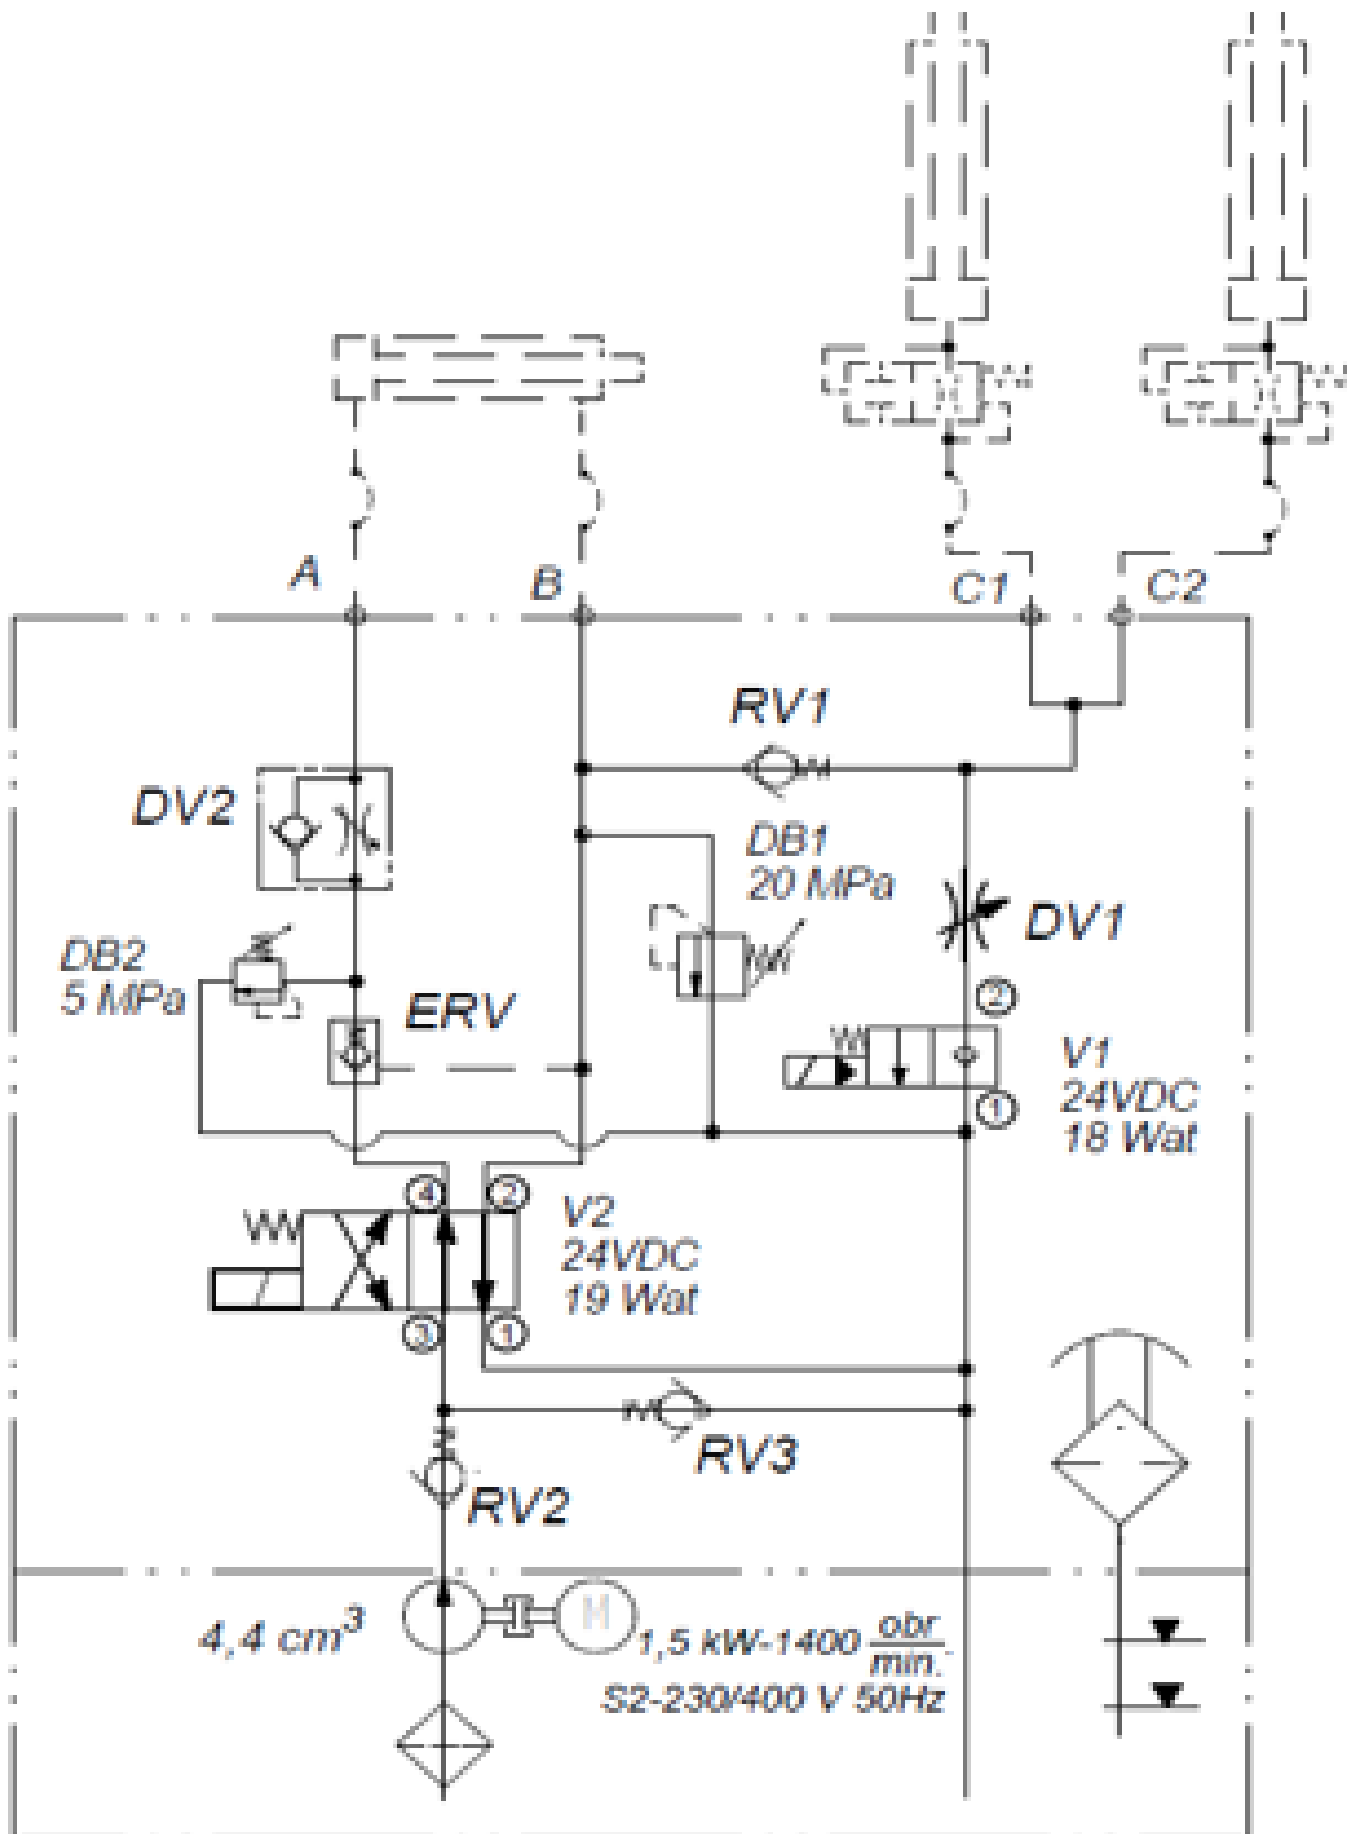 A
B
C1
C2
RV1
DV2
DB1
20 MPa
DV1
DB2
5 MPa
ERV
2
V1
24VDC
18 Wat
1
4
2
V2
24VDC
19 Wat
3
1
RV3
RV2
4,4 cm³
M
1,5 kW-1400 obr/min.
S2-230/400 V 50Hz